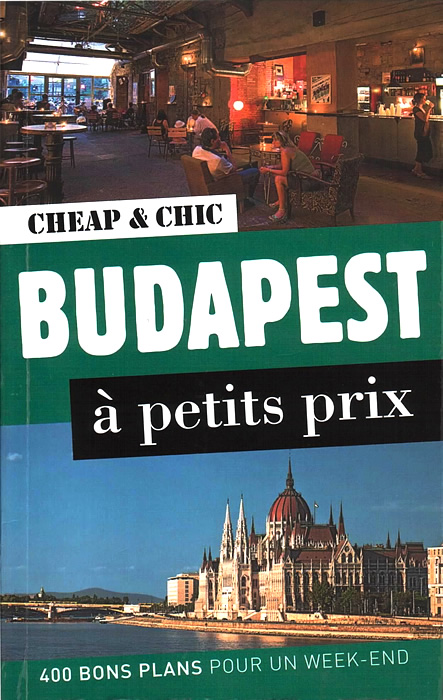 CHEAP & CHIC
BUDAPEST
à petits prix
400 BONS PLANS POUR UN WEEK-END